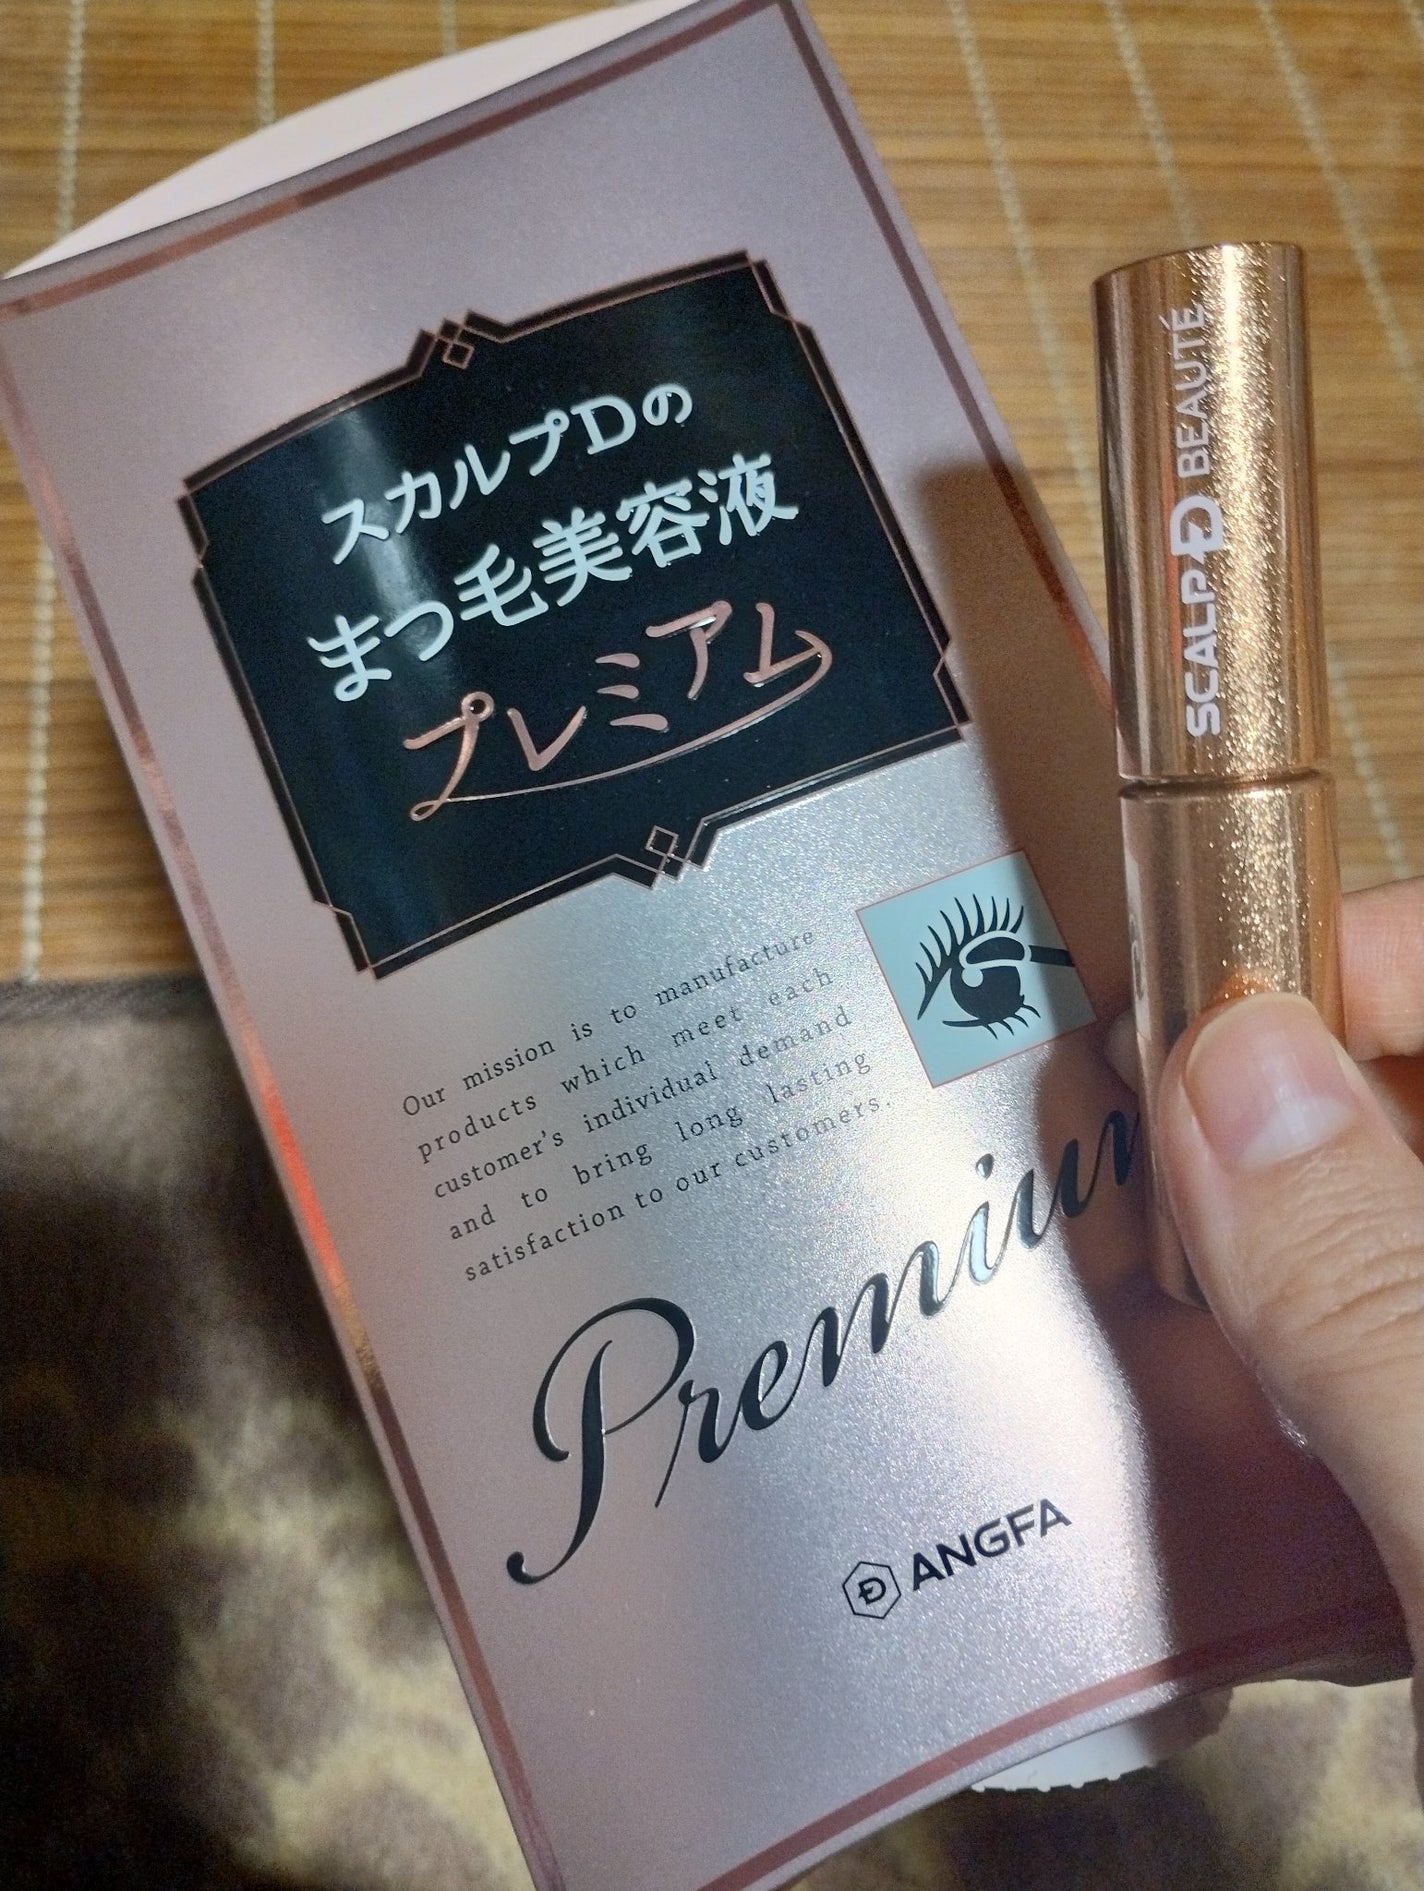 スカルプDの
まつ毛美容液
プレミアム
Our mission is to manufacture
products which meet each
customer's individual demand
and to bring long lasting
satisfaction to our customers.
Premium
ANGFA
SCALP D BEAUTÉ